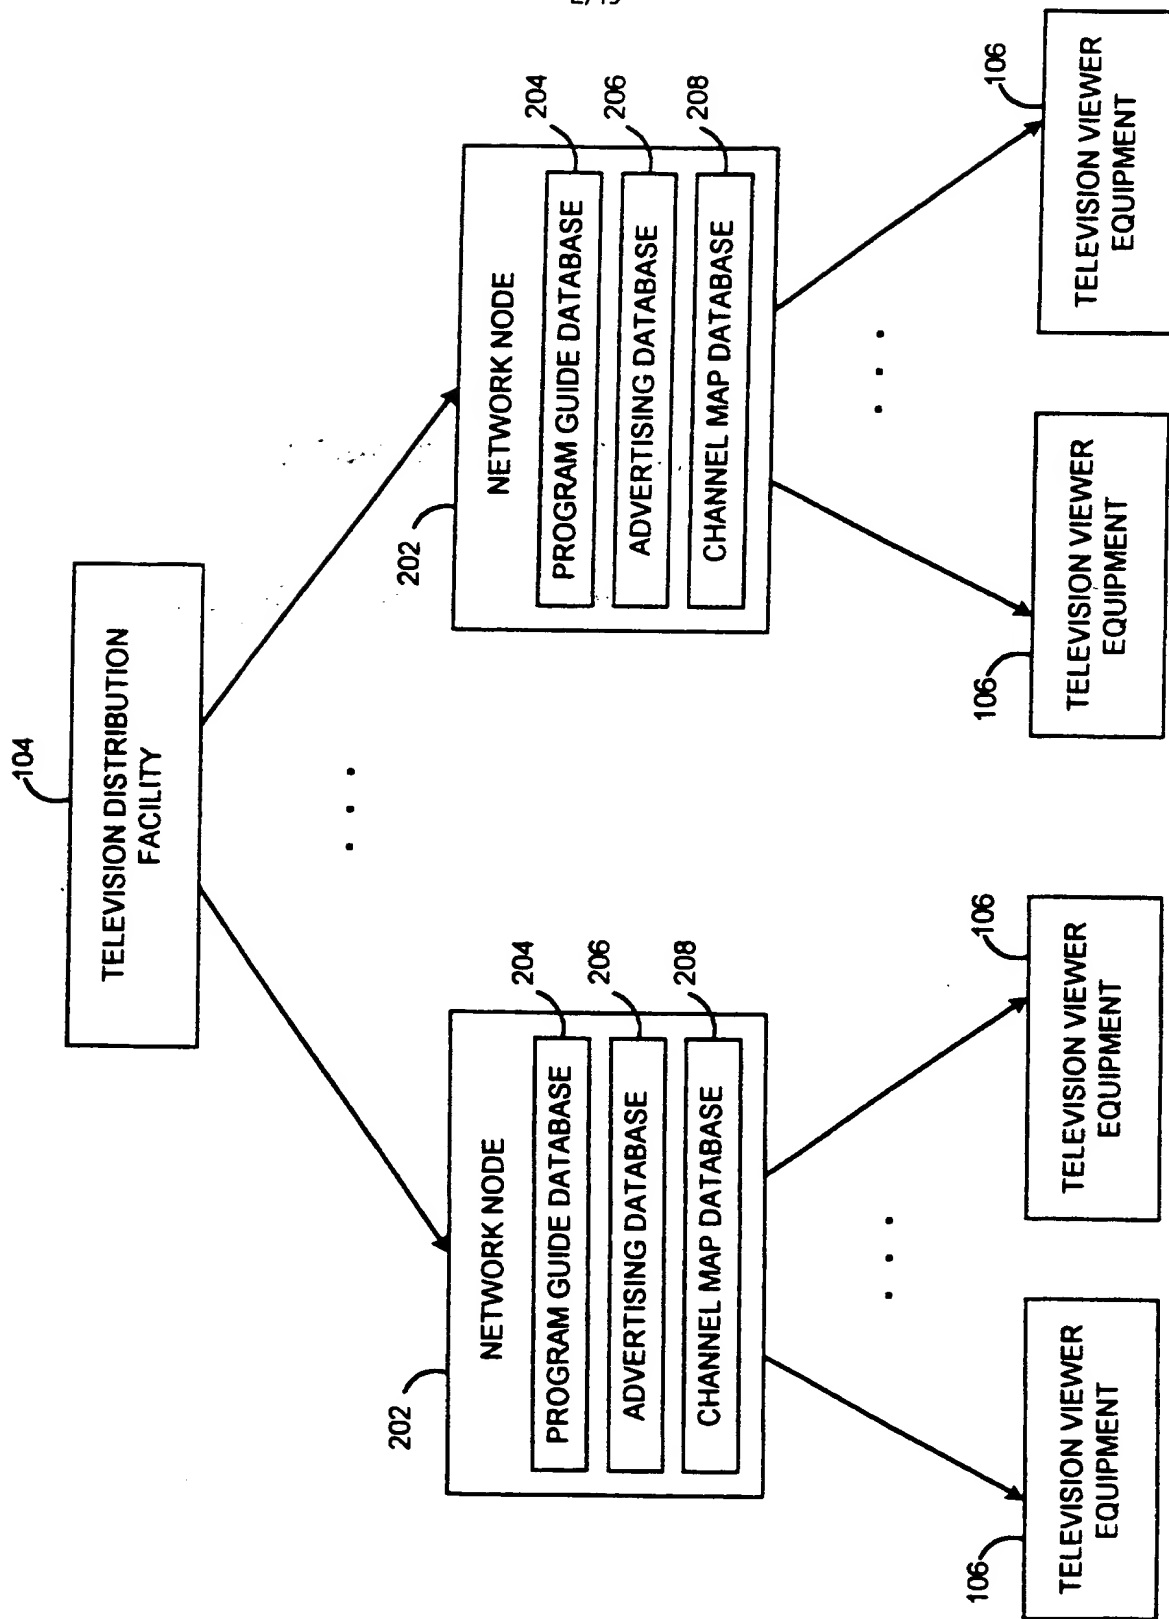 104
TELEVISION DISTRIBUTION
FACILITY
202
NETWORK NODE
PROGRAM GUIDE DATABASE
204
ADVERTISING DATABASE
206
CHANNEL MAP DATABASE
208
202
NETWORK NODE
PROGRAM GUIDE DATABASE
204
ADVERTISING DATABASE
206
CHANNEL MAP DATABASE
208
106
TELEVISION VIEWER
EQUIPMENT
106
TELEVISION VIEWER
EQUIPMENT
106
TELEVISION VIEWER
EQUIPMENT
106
TELEVISION VIEWER
EQUIPMENT